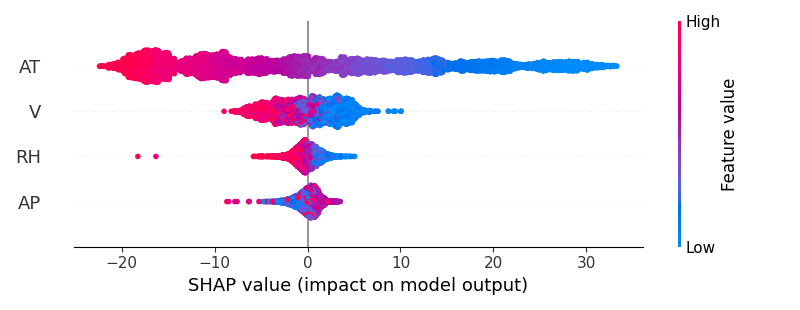 High
AT
V
RH
AP
Feature value
Low
−20
−10
0
10
20
30
SHAP value (impact on model output)